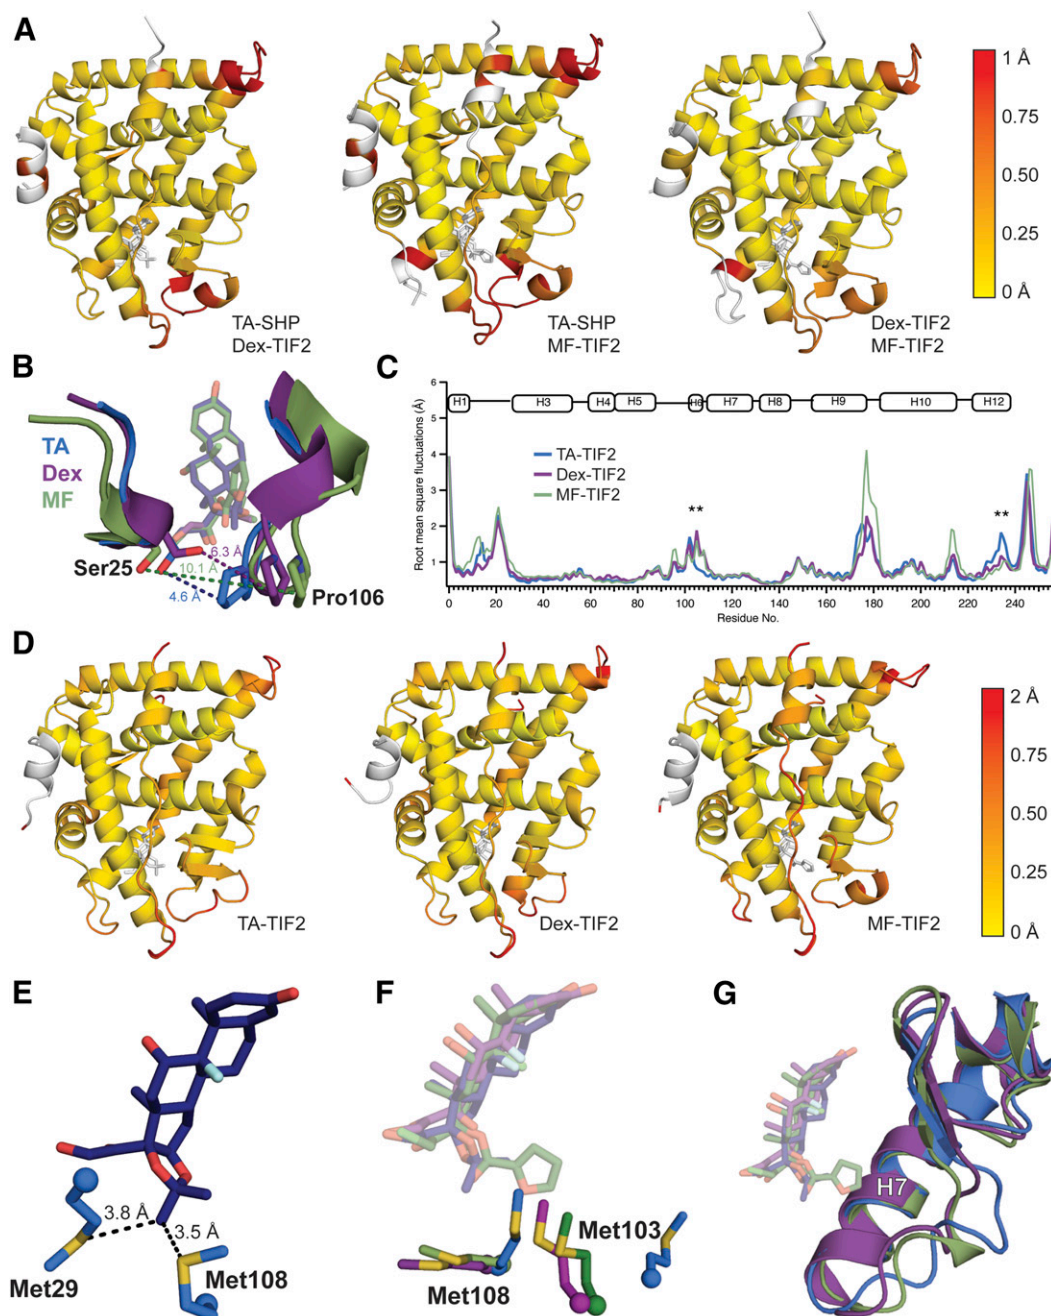 A
TA-SHP
Dex-TIF2
TA-SHP
MF-TIF2
Dex-TIF2
MF-TIF2
1 Å
0.75
0.50
0.25
0 Å
B
TA
Dex
MF
Ser25
6.3 Å
10.1 Å
4.6 Å
Pro106
C
H1
H3
H4
H5
H6
H7
H8
H9
H10
H12
TA-TIF2
Dex-TIF2
MF-TIF2
**
**
Root mean square fluctuations (Å)
6
5
4
3
2
1
0 20 40 60 80 100 120 140 160 180 200 220 240
Residue No.
D
TA-TIF2
Dex-TIF2
MF-TIF2
2 Å
0.75
0.50
0.25
0 Å
E
3.8 Å
3.5 Å
Met29
Met108
F
Met103
Met108
G
H7